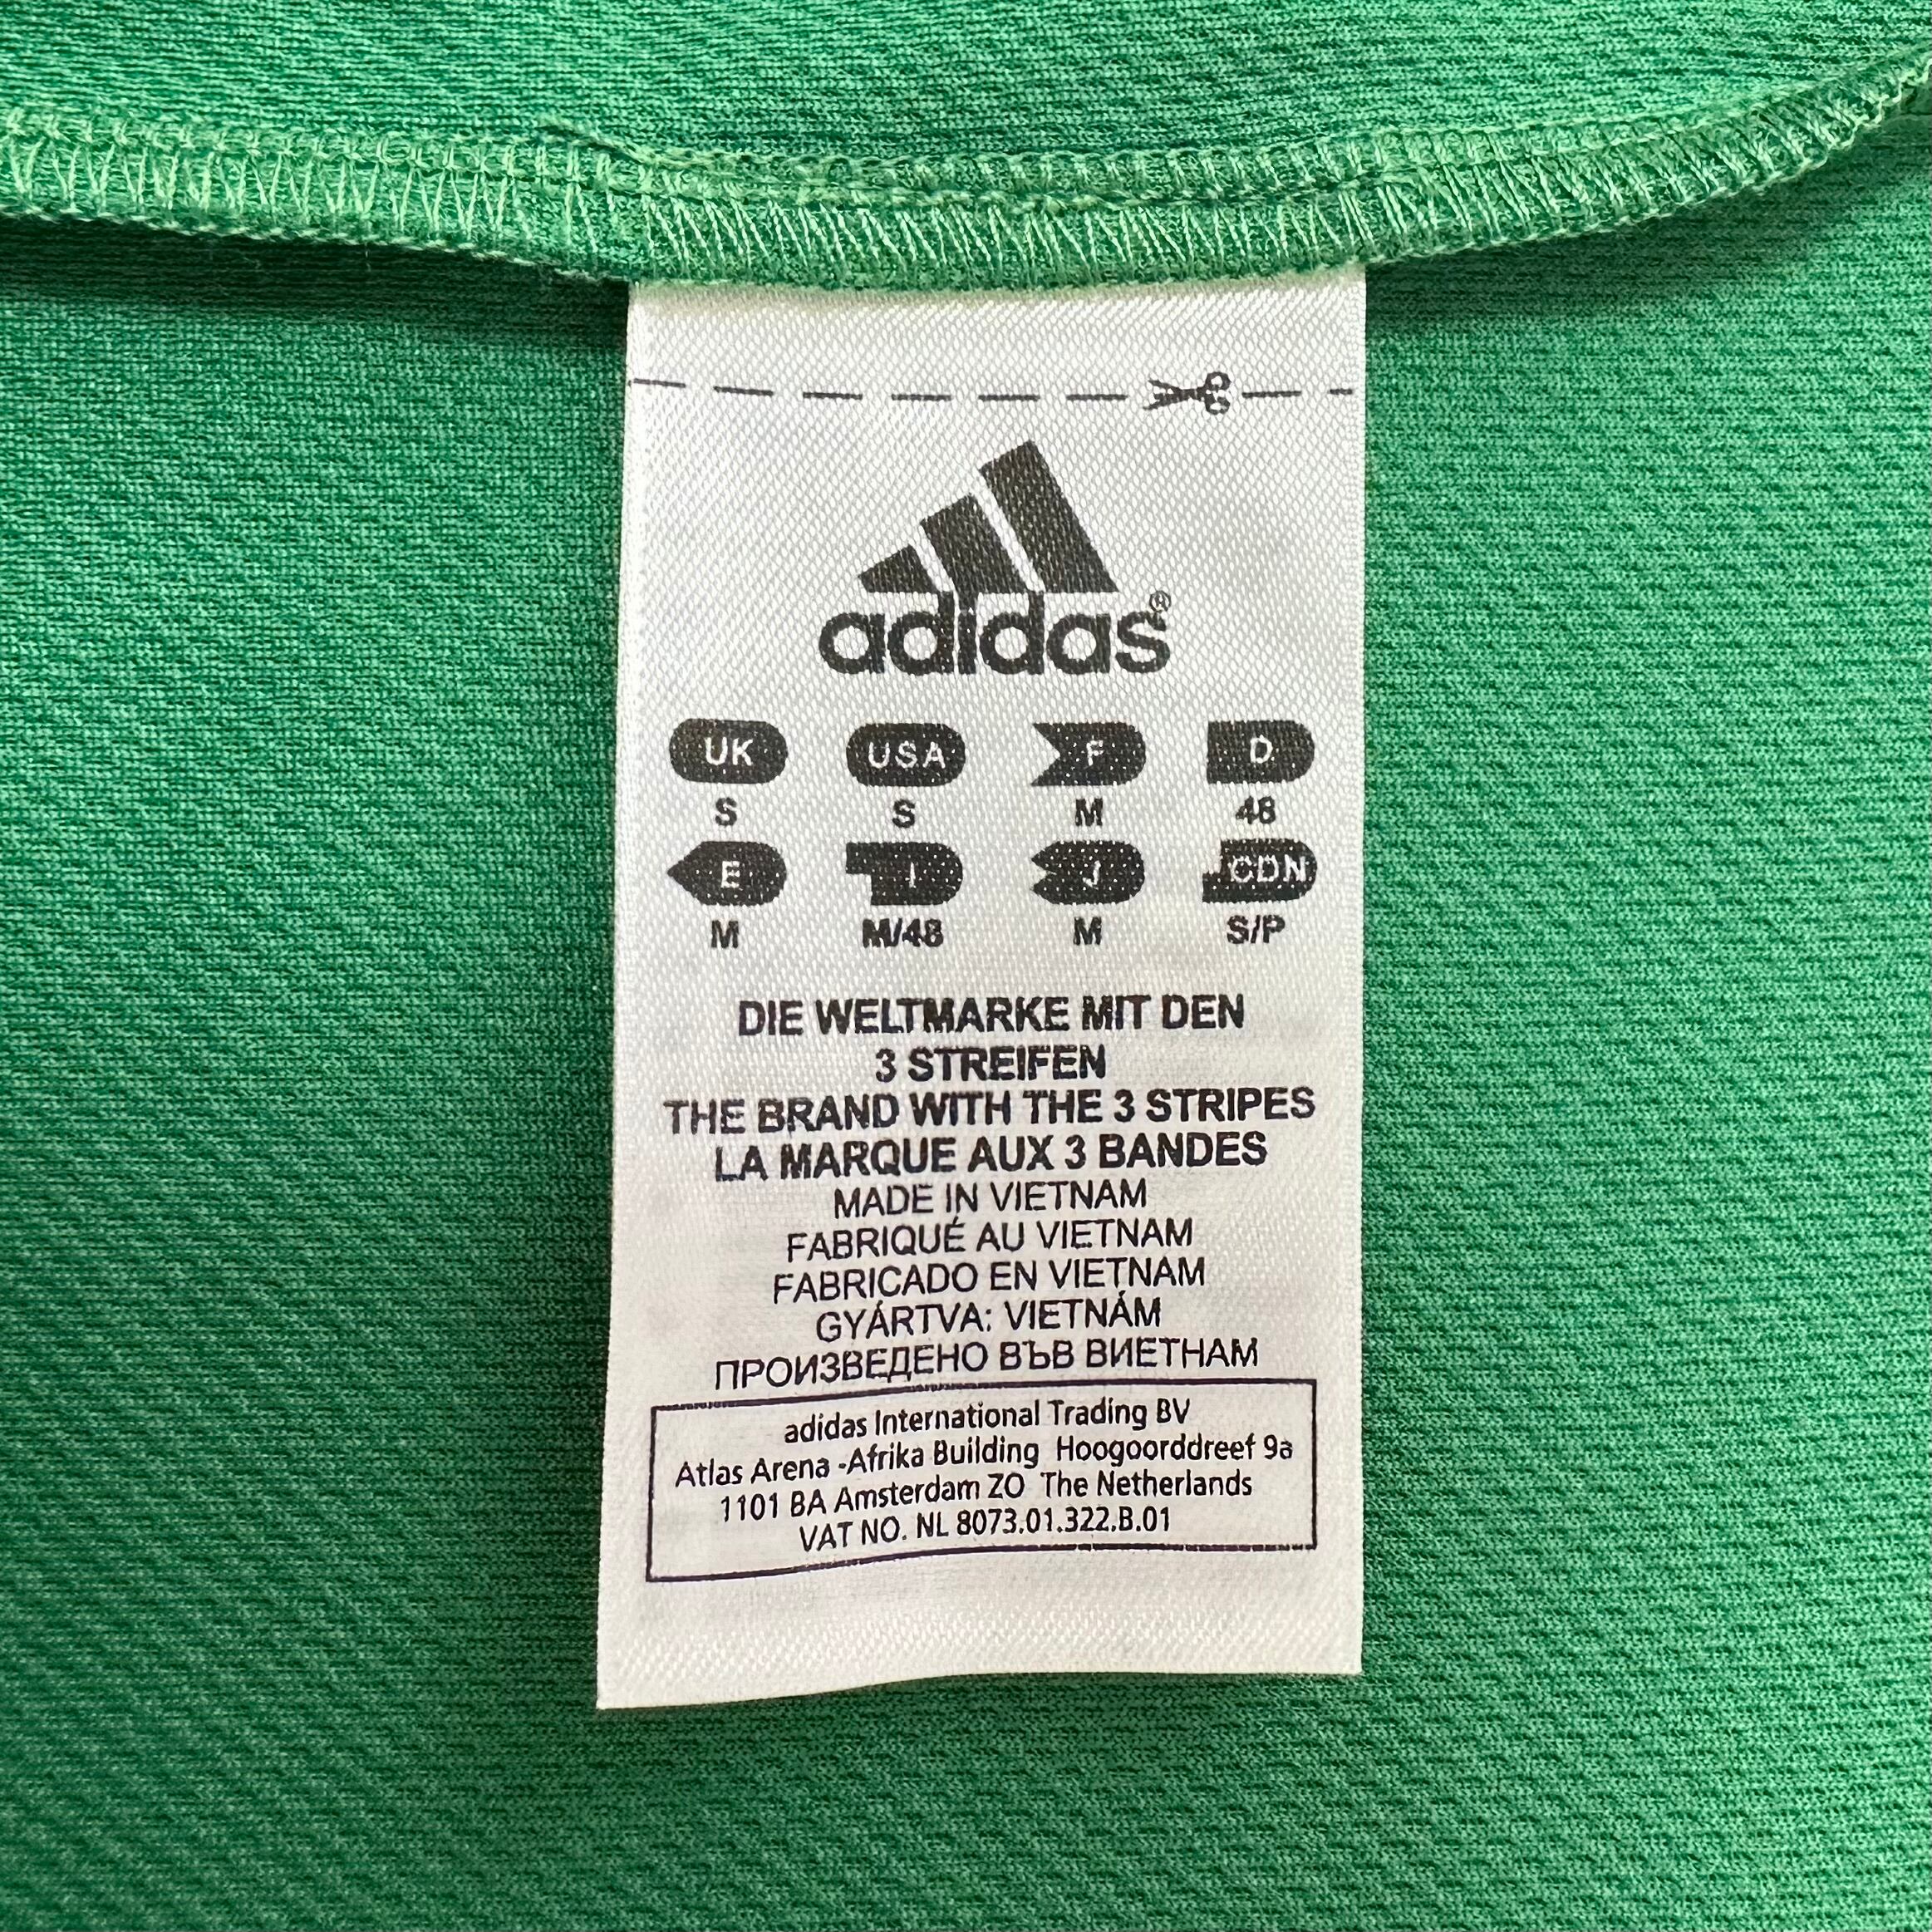 adidas®
UK USA F D
S S M 48
E I J CDN
M M/48 M S/P
DIE WELTMARKE MIT DEN
3 STREIFEN
THE BRAND WITH THE 3 STRIPES
LA MARQUE AUX 3 BANDES
MADE IN VIETNAM
FABRIQUÉ AU VIETNAM
FABRICADO EN VIETNAM
GYÁRTVA: VIETNÁM
ПРОИЗВЕДЕНО ВЪВ ВИЕТНАМ
adidas International Trading BV
Atlas Arena -Afrika Building Hoogoorddreef 9a
1101 BA Amsterdam ZO The Netherlands
VAT NO. NL 8073.01.322.B.01